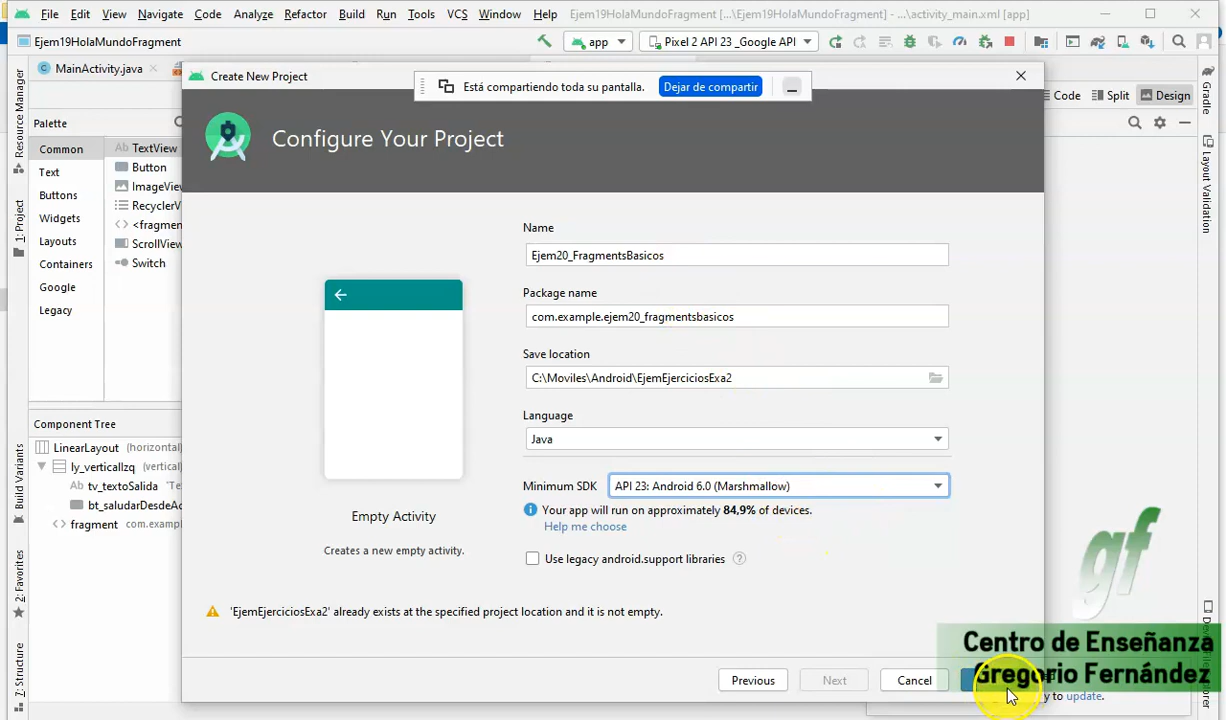 File Edit View Navigate Code Analyze Refactor Build Run Tools VCS Window Help Ejem19HolaMundoFragment [...\Ejem19HolaMundoFragment] - ...\activity_main.xml [app]
Ejem19HolaMundoFragment
app
Pixel 2 API 23 _Google API
MainActivity.java
Create New Project
Está compartiendo toda su pantalla.
Dejar de compartir
Code
Split
Design
Configure Your Project
Palette
Common
Text
Buttons
Widgets
Layouts
Containers
Google
Legacy
Ab TextView
Button
ImageVie
RecyclerV
<fragmen
ScrollView
Switch
Name
Ejem20_FragmentsBasicos
Package name
com.example.ejem20_fragmentsbasicos
Save location
C:\Moviles\Android\EjemEjerciciosExa2
Language
Java
Minimum SDK
API 23: Android 6.0 (Marshmallow)
Your app will run on approximately 84,9% of devices.
Help me choose
Use legacy android.support libraries
?
Empty Activity
Creates a new empty activity.
'EjemEjerciciosExa2' already exists at the specified project location and it is not empty.
Previous
Next
Cancel
Component Tree
LinearLayout (horizontal)
ly_verticalIzq (vertical)
Ab tv_textoSalida "Te
bt_saludarDesdeAc
fragment com.example
Resource Manager
1: Project
Build Variants
2: Favorites
7: Structure
Gradle
Layout Validation
gf
Centro de Enseñanza
Gregorio Fernández
update.